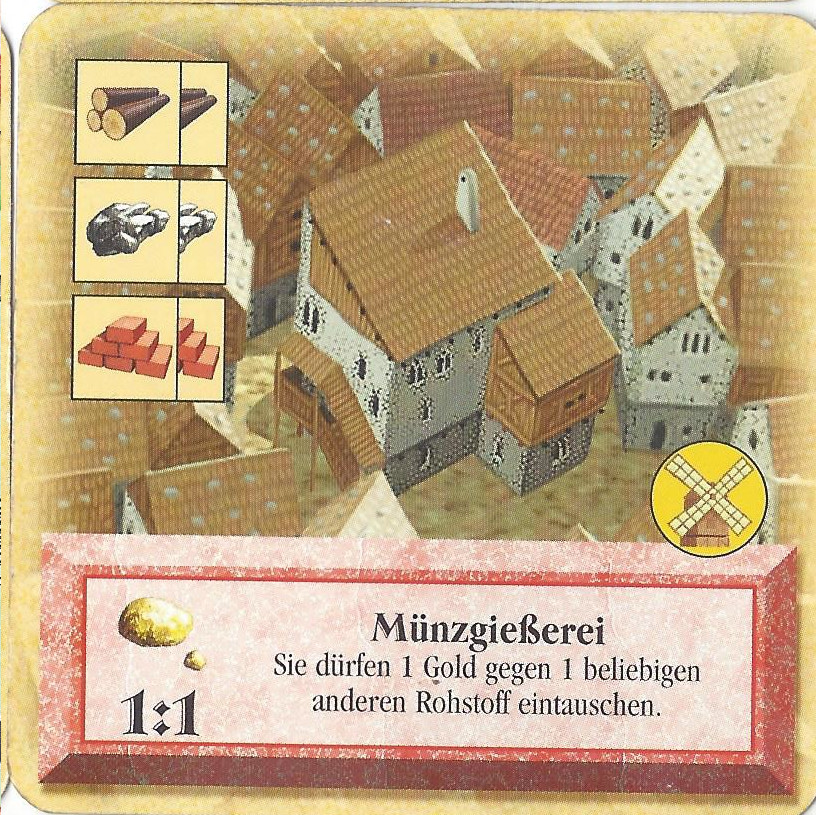 Münzgießerei
Sie dürfen 1 Gold gegen 1 beliebigen
anderen Rohstoff eintauschen.
1:1